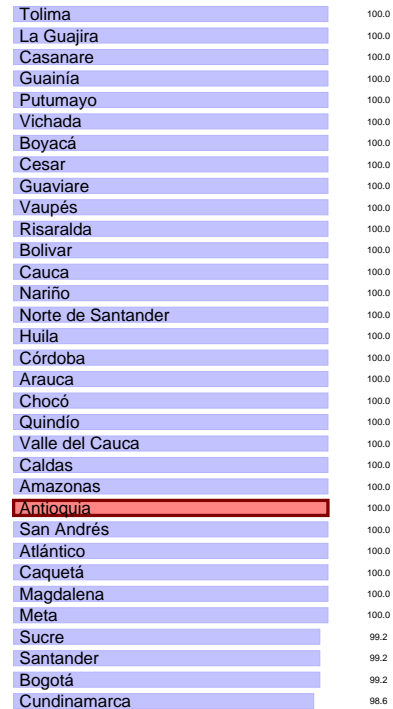 Tolima 100.0
La Guajira 100.0
Casanare 100.0
Guainía 100.0
Putumayo 100.0
Vichada 100.0
Boyacá 100.0
Cesar 100.0
Guaviare 100.0
Vaupés 100.0
Risaralda 100.0
Bolivar 100.0
Cauca 100.0
Nariño 100.0
Norte de Santander 100.0
Huila 100.0
Córdoba 100.0
Arauca 100.0
Chocó 100.0
Quindío 100.0
Valle del Cauca 100.0
Caldas 100.0
Amazonas 100.0
Antioquia 100.0
San Andrés 100.0
Atlántico 100.0
Caquetá 100.0
Magdalena 100.0
Meta 100.0
Sucre 99.2
Santander 99.2
Bogotá 99.2
Cundinamarca 98.6